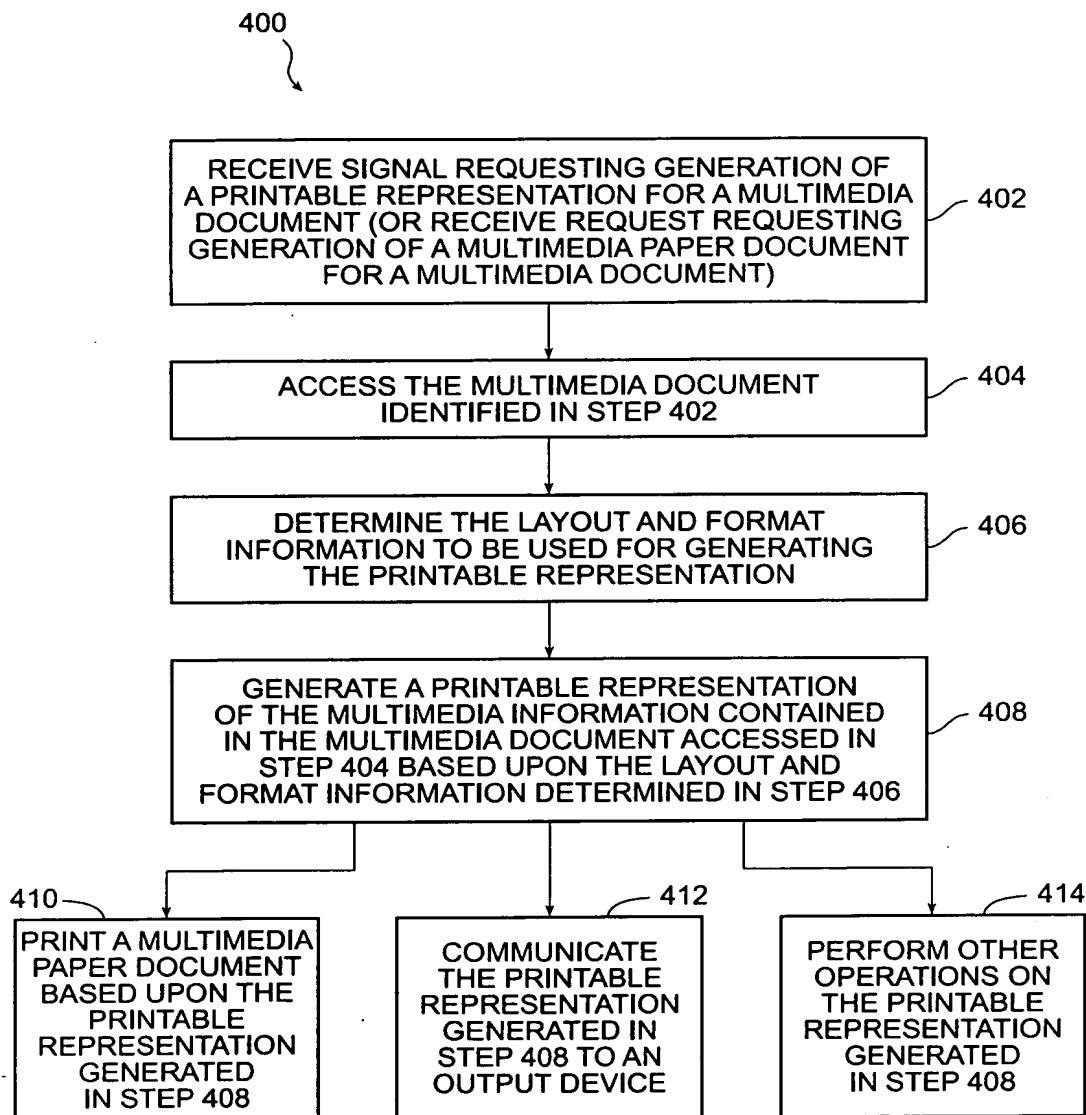 400
RECEIVE SIGNAL REQUESTING GENERATION OF
A PRINTABLE REPRESENTATION FOR A MULTIMEDIA
DOCUMENT (OR RECEIVE REQUEST REQUESTING
GENERATION OF A MULTIMEDIA PAPER DOCUMENT
FOR A MULTIMEDIA DOCUMENT)
402
ACCESS THE MULTIMEDIA DOCUMENT
IDENTIFIED IN STEP 402
404
DETERMINE THE LAYOUT AND FORMAT
INFORMATION TO BE USED FOR GENERATING
THE PRINTABLE REPRESENTATION
406
GENERATE A PRINTABLE REPRESENTATION
OF THE MULTIMEDIA INFORMATION CONTAINED
IN THE MULTIMEDIA DOCUMENT ACCESSED IN
STEP 404 BASED UPON THE LAYOUT AND
FORMAT INFORMATION DETERMINED IN STEP 406
408
410
PRINT A MULTIMEDIA
PAPER DOCUMENT
BASED UPON THE
PRINTABLE
REPRESENTATION
GENERATED
IN STEP 408
412
COMMUNICATE
THE PRINTABLE
REPRESENTATION
GENERATED IN
STEP 408 TO AN
OUTPUT DEVICE
414
PERFORM OTHER
OPERATIONS ON
THE PRINTABLE
REPRESENTATION
GENERATED
IN STEP 408